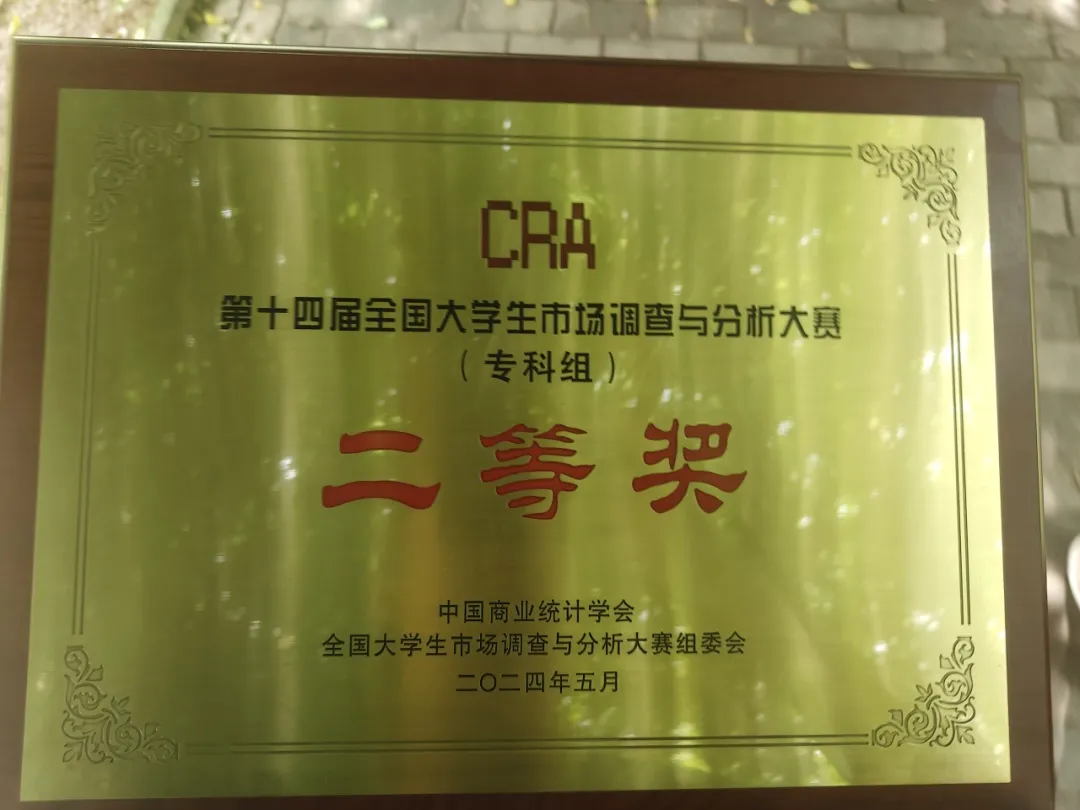 CRA
第十四届全国大学生市场调查与分析大赛
（专科组）
二等奖
中国商业统计学会
全国大学生市场调查与分析大赛组委会
二〇二四年五月